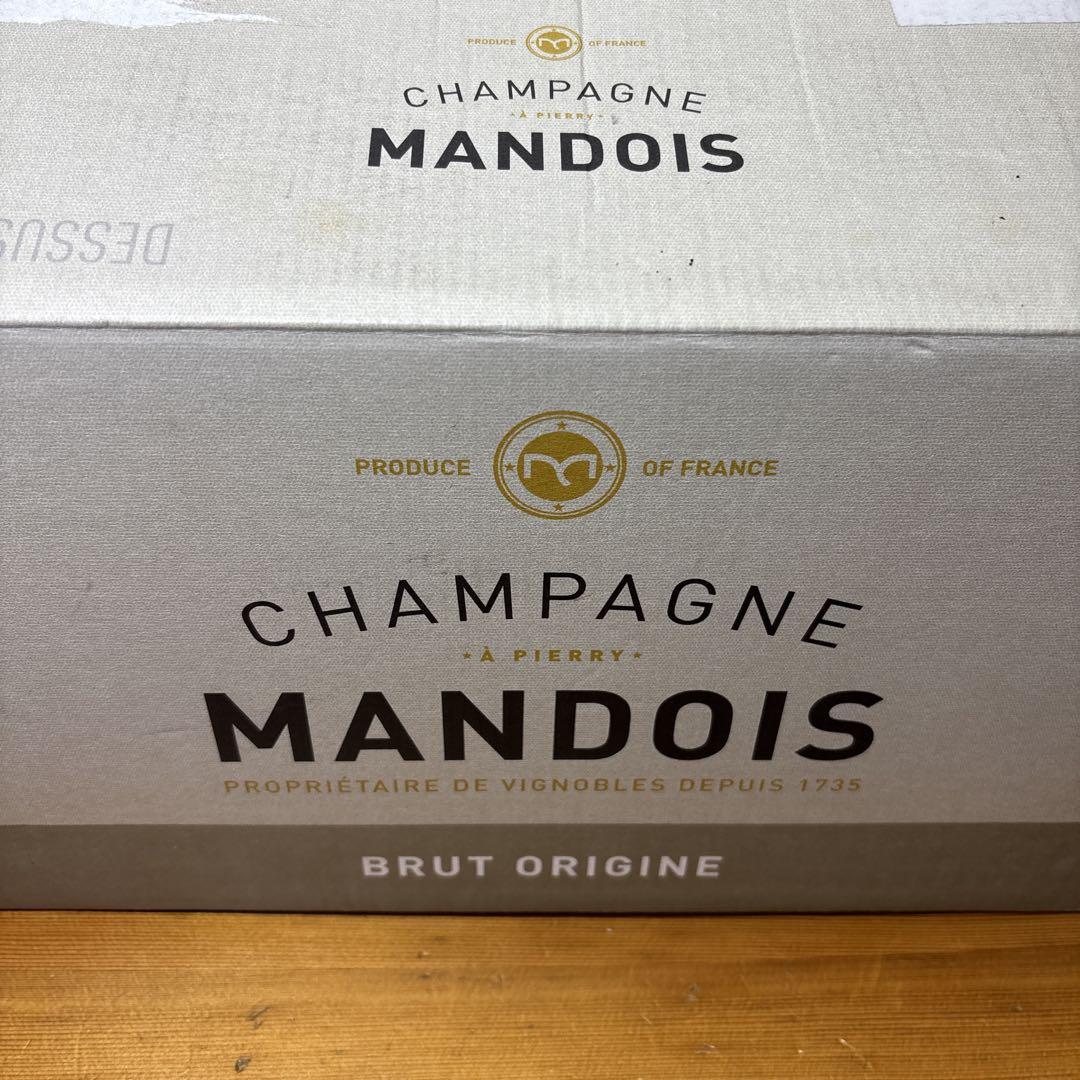 PRODUCE OF FRANCE
CHAMPAGNE
À PIERRY
MANDOIS
DESSUS
PRODUCE OF FRANCE
CHAMPAGNE
À PIERRY
MANDOIS
PROPRIÉTAIRE DE VIGNOBLES DEPUIS 1735
BRUT ORIGINE